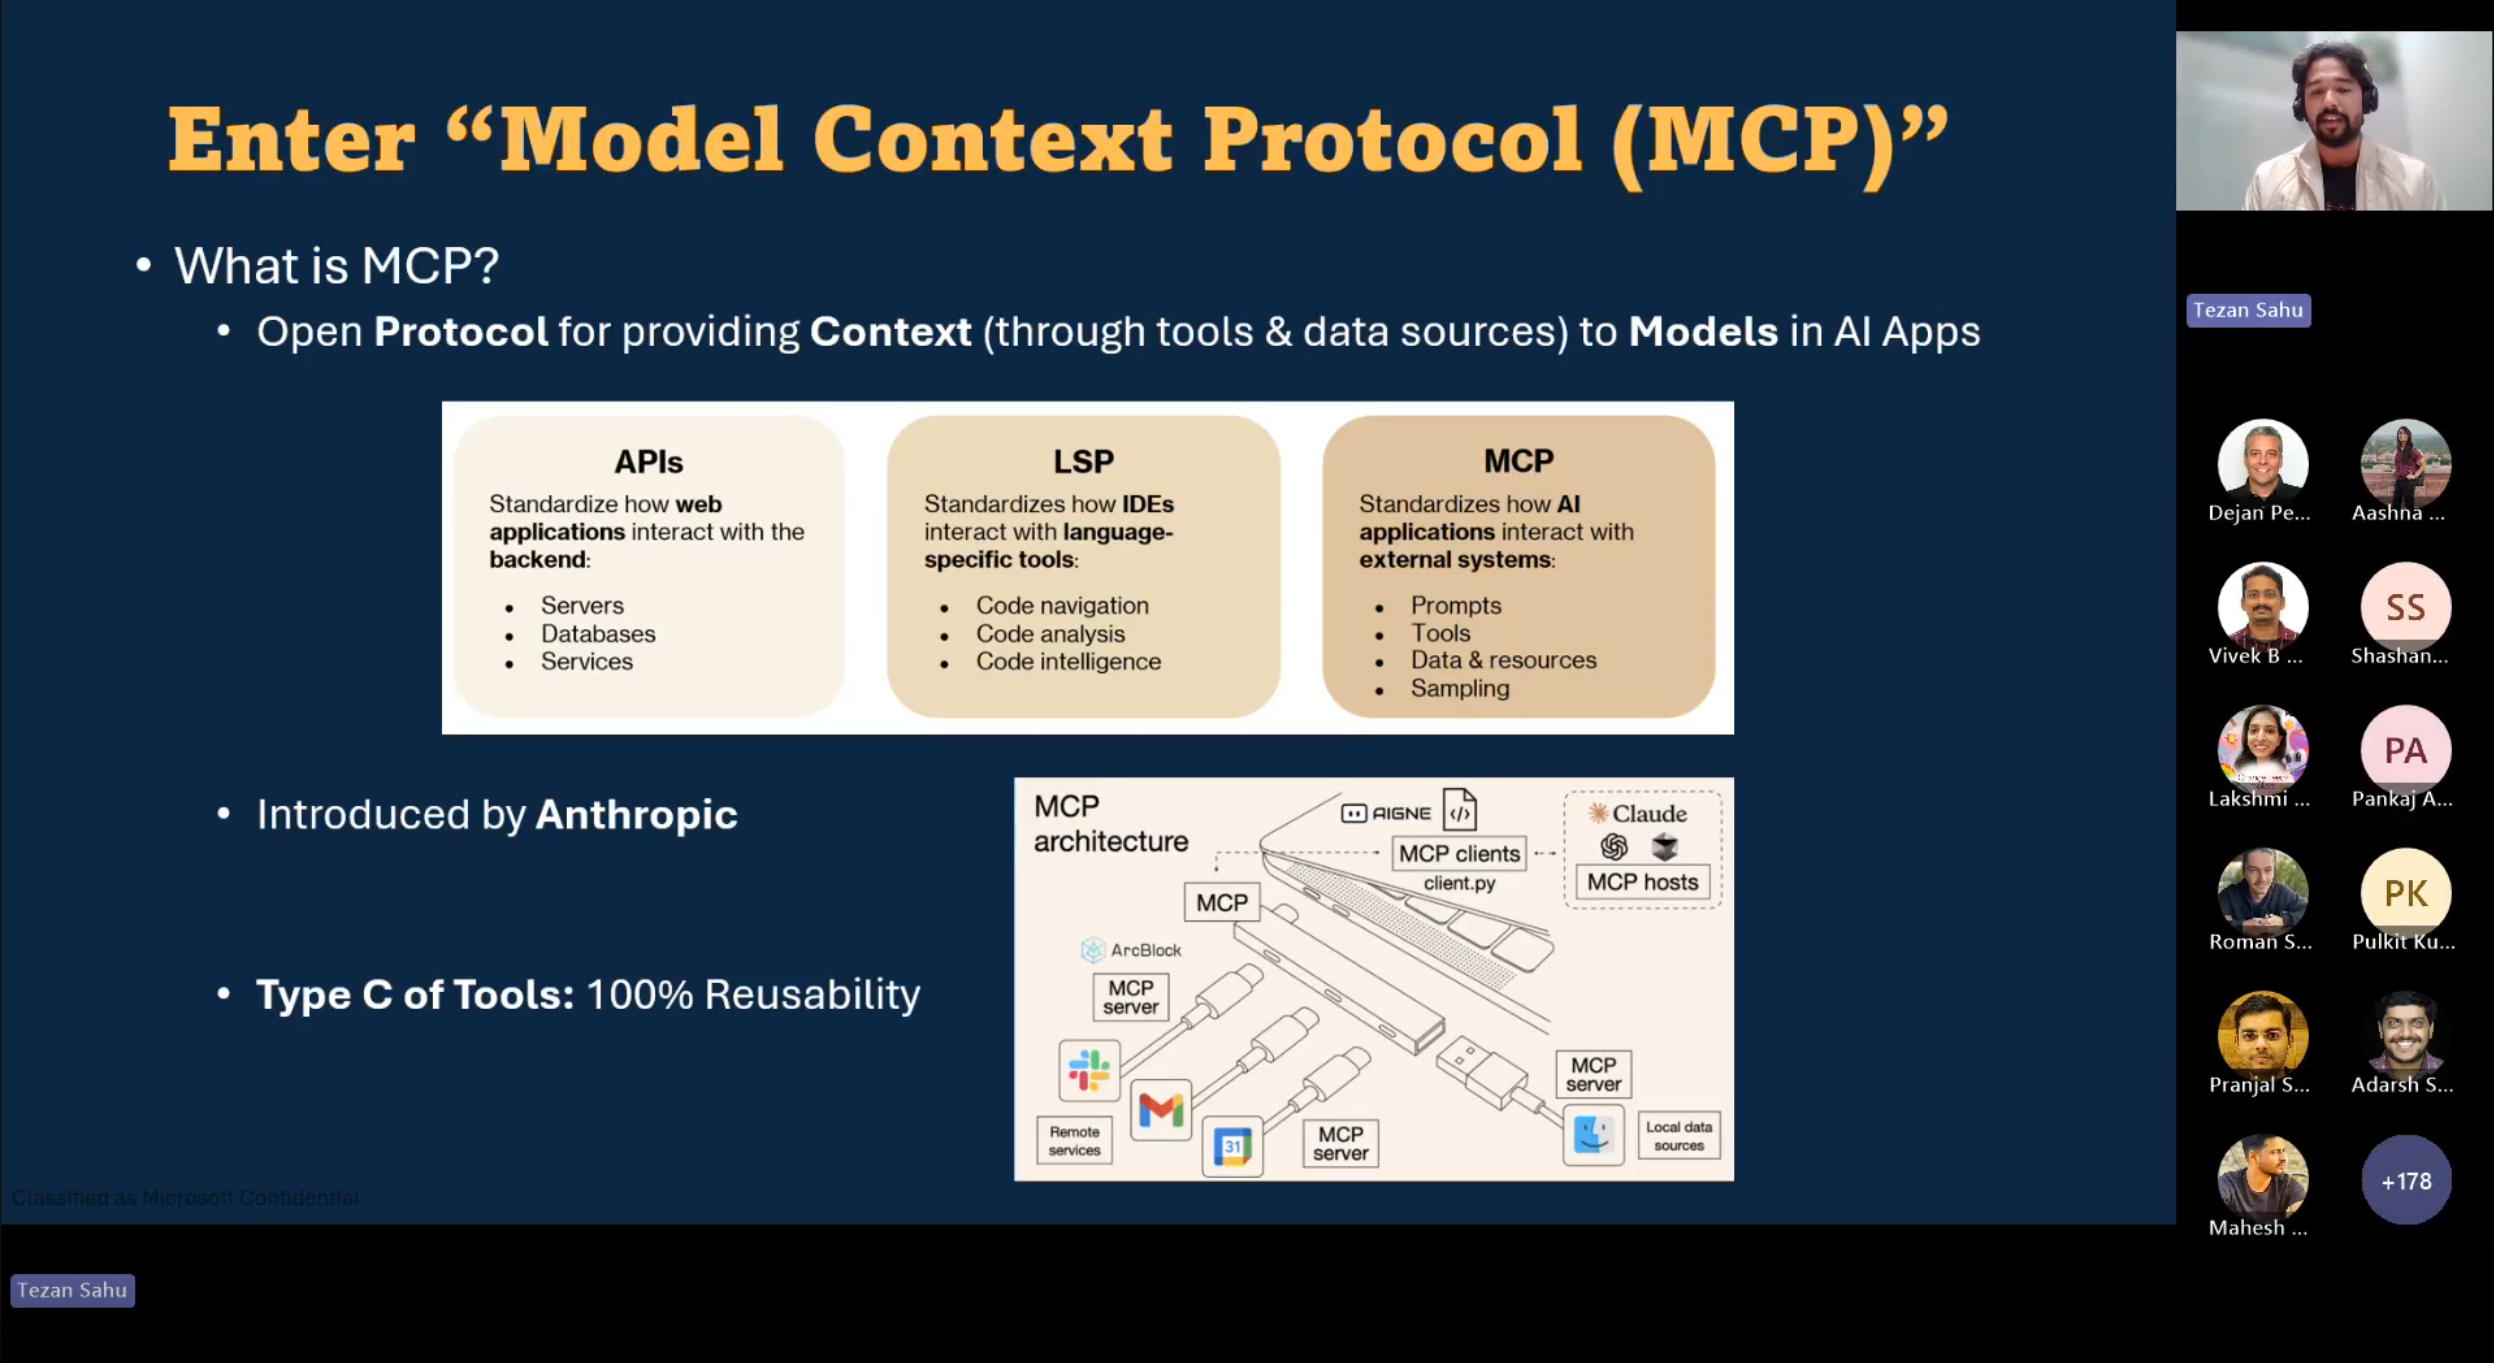 Enter “Model Context Protocol (MCP)”
• What is MCP?
• Open Protocol for providing Context (through tools & data sources) to Models in AI Apps
APIs
Standardize how web
applications interact with the
backend:
• Servers
• Databases
• Services
LSP
Standardizes how IDEs
interact with language-
specific tools:
• Code navigation
• Code analysis
• Code intelligence
MCP
Standardizes how AI
applications interact with
external systems:
• Prompts
• Tools
• Data & resources
• Sampling
• Introduced by Anthropic
• Type C of Tools: 100% Reusability
MCP
architecture
AIGNE
</>
MCP clients
client.py
Claude
MCP hosts
MCP
ArcBlock
MCP
server
Remote
services
31
MCP
server
MCP
server
Local data
sources
Classified as Microsoft Confidential
Tezan Sahu
Tezan Sahu
Dejan Pe...
Aashna ...
Vivek B ...
SS
Shashan...
Lakshmi ...
PA
Pankaj A...
Roman S...
PK
Pulkit Ku...
Pranjal S...
Adarsh S...
Mahesh ...
+178